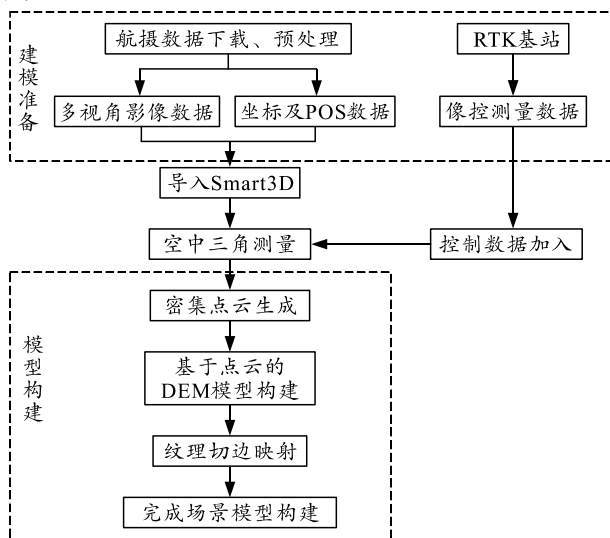 航摄数据下载、预处理
RTK基站
建模准备
多视角影像数据
坐标及POS数据
像控测量数据
导入Smart3D
空中三角测量
控制数据加入
密集点云生成
模型构建
基于点云的
DEM模型构建
纹理切边映射
完成场景模型构建